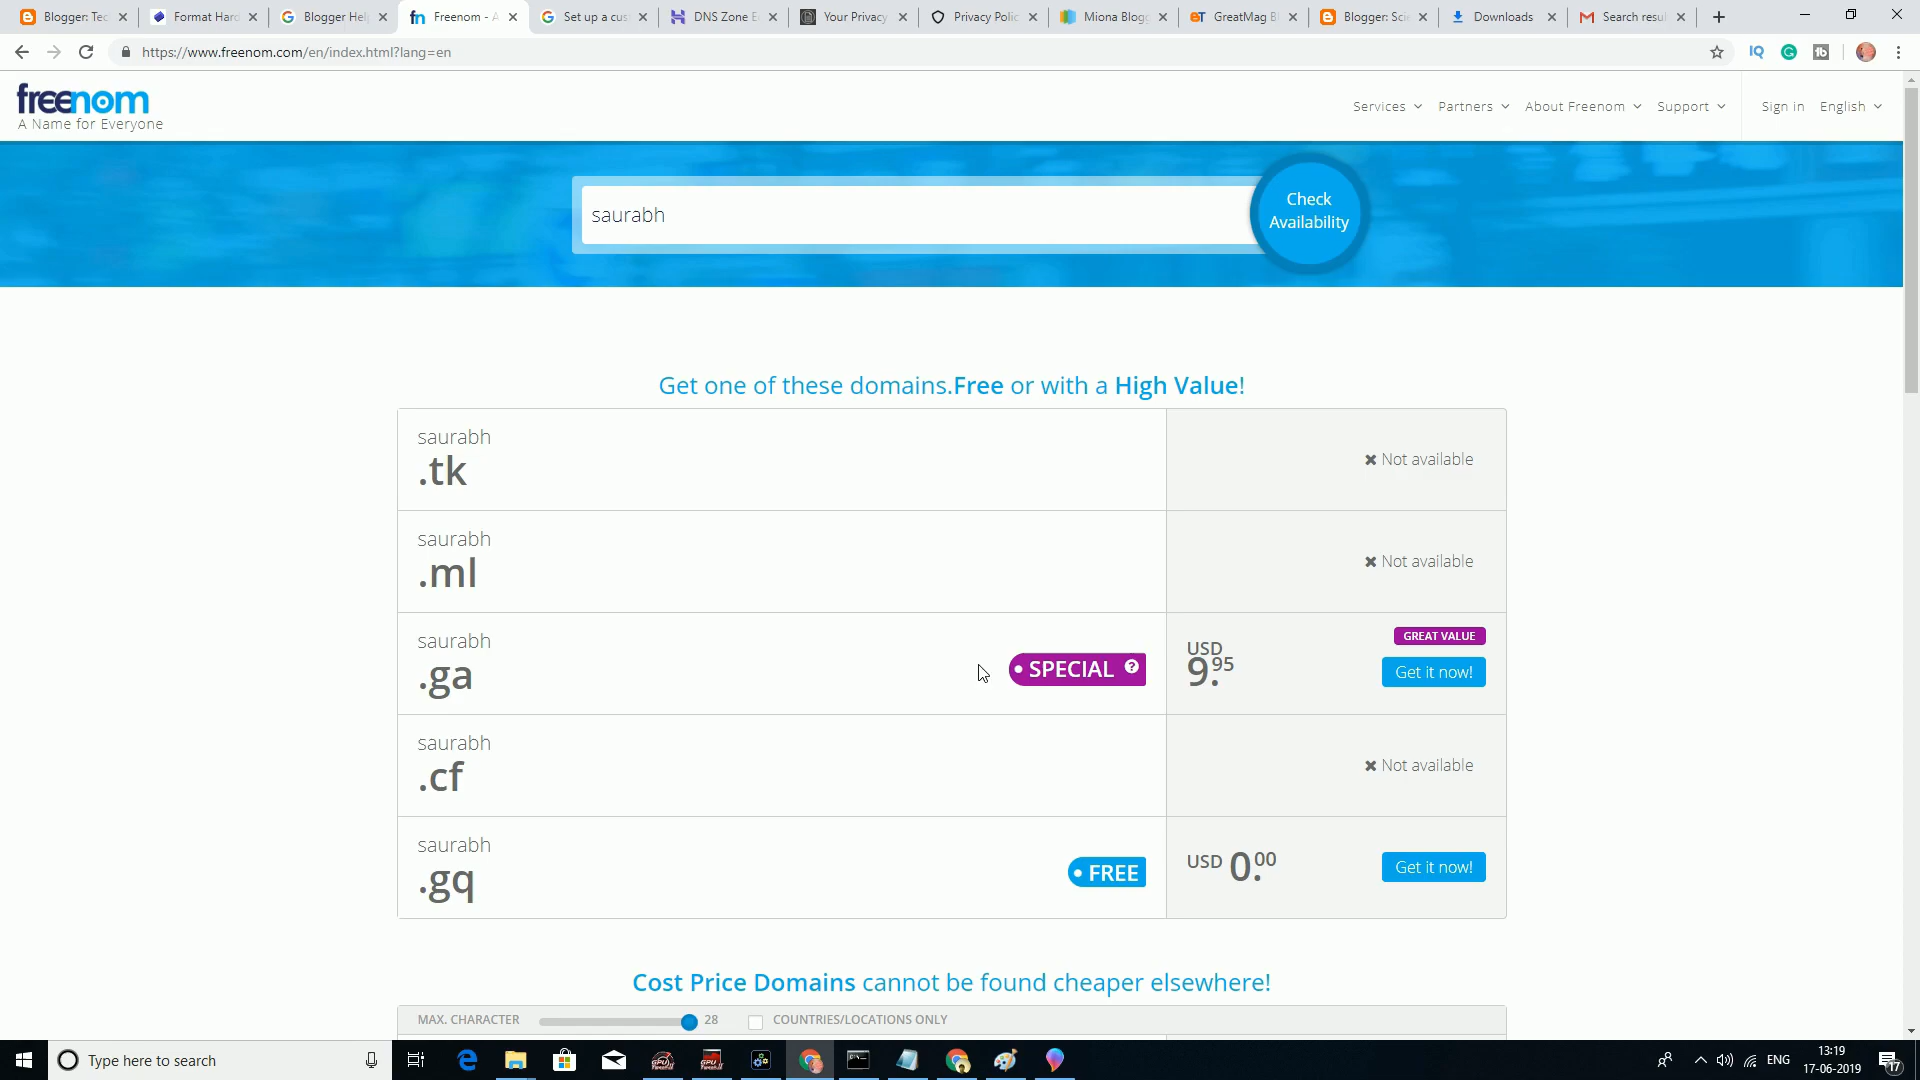 Blogger: Tec
Format Hard
Blogger Hel
Freenom - A
Set up a cus
DNS Zone E
Your Privacy
Privacy Polic
Miona Blogg
GreatMag B
Blogger: Sci
Downloads
Search resul
https://www.freenom.com/en/index.html?lang=en
IQ
freenom
A Name for Everyone
Services
Partners
About Freenom
Support
Sign in
English
saurabh
Check
Availability
Get one of these domains.Free or with a High Value!
saurabh
.tk
Not available
saurabh
.ml
Not available
saurabh
.ga
SPECIAL ?
USD
9.95
GREAT VALUE
Get it now!
saurabh
.cf
Not available
saurabh
.gq
FREE
USD 0.00
Get it now!
Cost Price Domains cannot be found cheaper elsewhere!
MAX. CHARACTER
28
COUNTRIES/LOCATIONS ONLY
Type here to search
ENG
13:19
17-06-2019
17